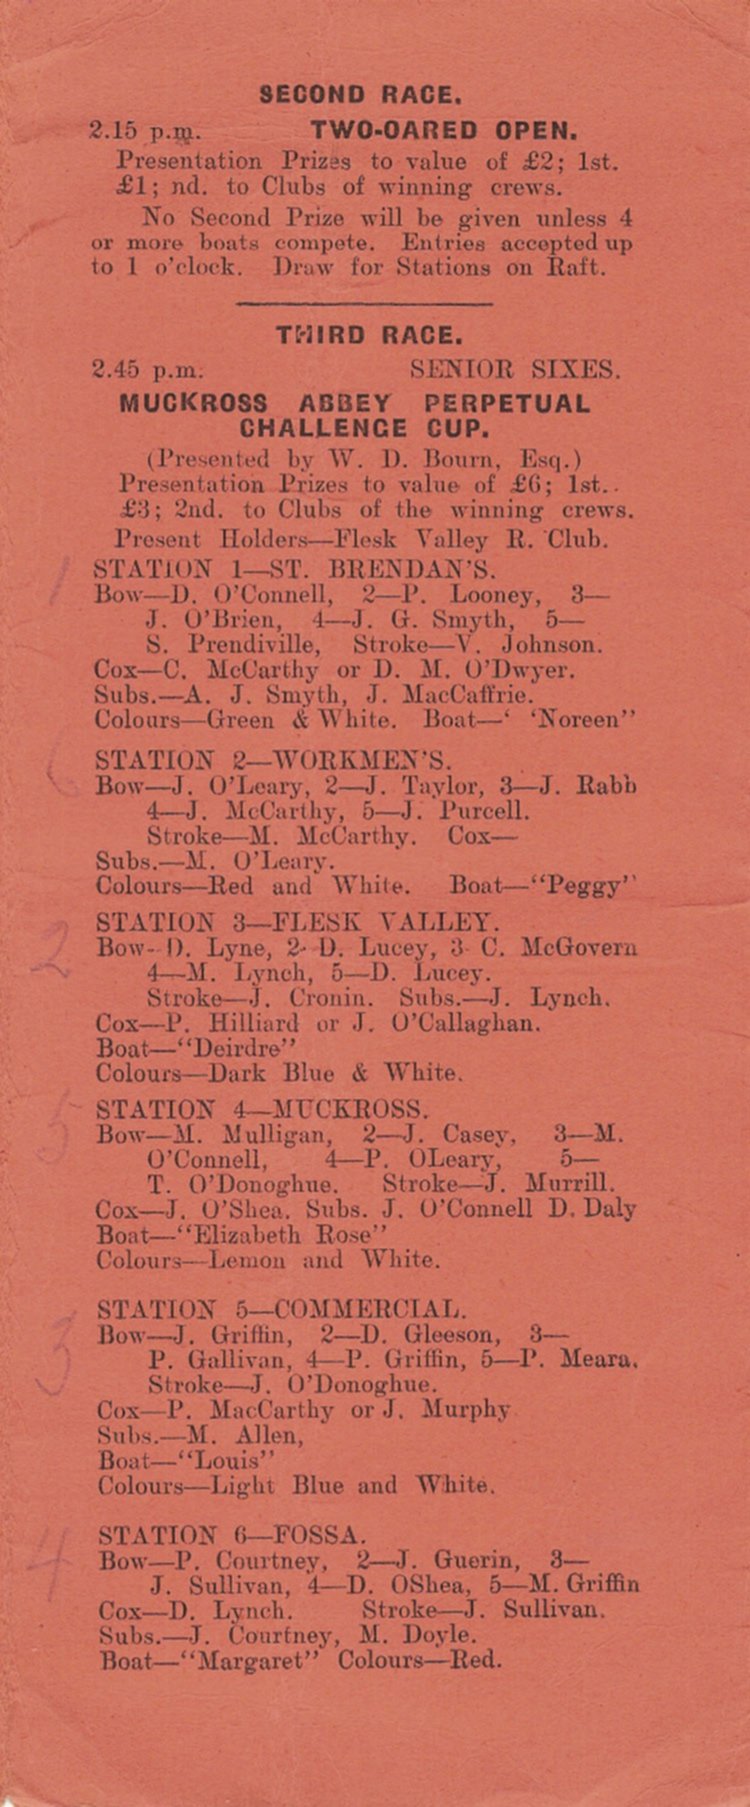 SECOND RACE.
2.15 p.m. TWO-OARED OPEN.
Presentation Prizes to value of £2; 1st.
£1; nd. to Clubs of winning crews.
No Second Prize will be given unless 4
or more boats compete. Entries accepted up
to 1 o'clock. Draw for Stations on Raft.
THIRD RACE.
2.45 p.m. SENIOR SIXES.
MUCKROSS ABBEY PERPETUAL
CHALLENGE CUP.
(Presented by W. D. Bourn, Esq.)
Presentation Prizes to value of £6; 1st..
£3; 2nd. to Clubs of the winning crews.
Present Holders—Flesk Valley R. Club.
1 STATION 1—ST. BRENDAN'S.
Bow—D. O'Connell, 2—P. Looney, 3—
J. O'Brien, 4—J. G. Smyth, 5—
S. Prendiville, Stroke—V. Johnson.
Cox—C. McCarthy or D. M. O'Dwyer.
Subs.—A. J. Smyth, J. MacCaffrie.
Colours—Green & White. Boat—‘ ‘Noreen”
6 STATION 2—WORKMEN'S.
Bow—J. O'Leary, 2—J. Taylor, 3—J. Rabb
4—J. McCarthy, 5—J. Purcell.
Stroke—M. McCarthy. Cox—
Subs.—M. O'Leary.
Colours—Red and White. Boat—“Peggy”
2 STATION 3—FLESK VALLEY.
Bow--D. Lyne, 2--D. Lucey, 3- C. McGovern
4—M. Lynch, 5—D. Lucey.
Stroke—J. Cronin. Subs.—J. Lynch.
Cox—P. Hilliard or J. O'Callaghan.
Boat—“Deirdre”
Colours—Dark Blue & White.
5 STATION 4—MUCKROSS.
Bow—M. Mulligan, 2—J. Casey, 3—M.
O'Connell, 4—P. OLeary, 5—
T. O'Donoghue. Stroke—J. Murrill.
Cox—J. O'Shea. Subs. J. O'Connell D. Daly
Boat—“Elizabeth Rose”
Colours—Lemon and White.
3 STATION 5—COMMERCIAL.
Bow—J. Griffin, 2—D. Gleeson, 3—
P. Gallivan, 4—P. Griffin, 5—P. Meara.
Stroke—J. O'Donoghue.
Cox—P. MacCarthy or J. Murphy
Subs.—M. Allen,
Boat—“Louis”
Colours—Light Blue and White.
4 STATION 6—FOSSA.
Bow—P. Courtney, 2—J. Guerin, 3—
J. Sullivan, 4—D. OShea, 5—M. Griffin
Cox—D. Lynch. Stroke—J. Sullivan.
Subs.—J. Courtney, M. Doyle.
Boat—“Margaret” Colours—Red.